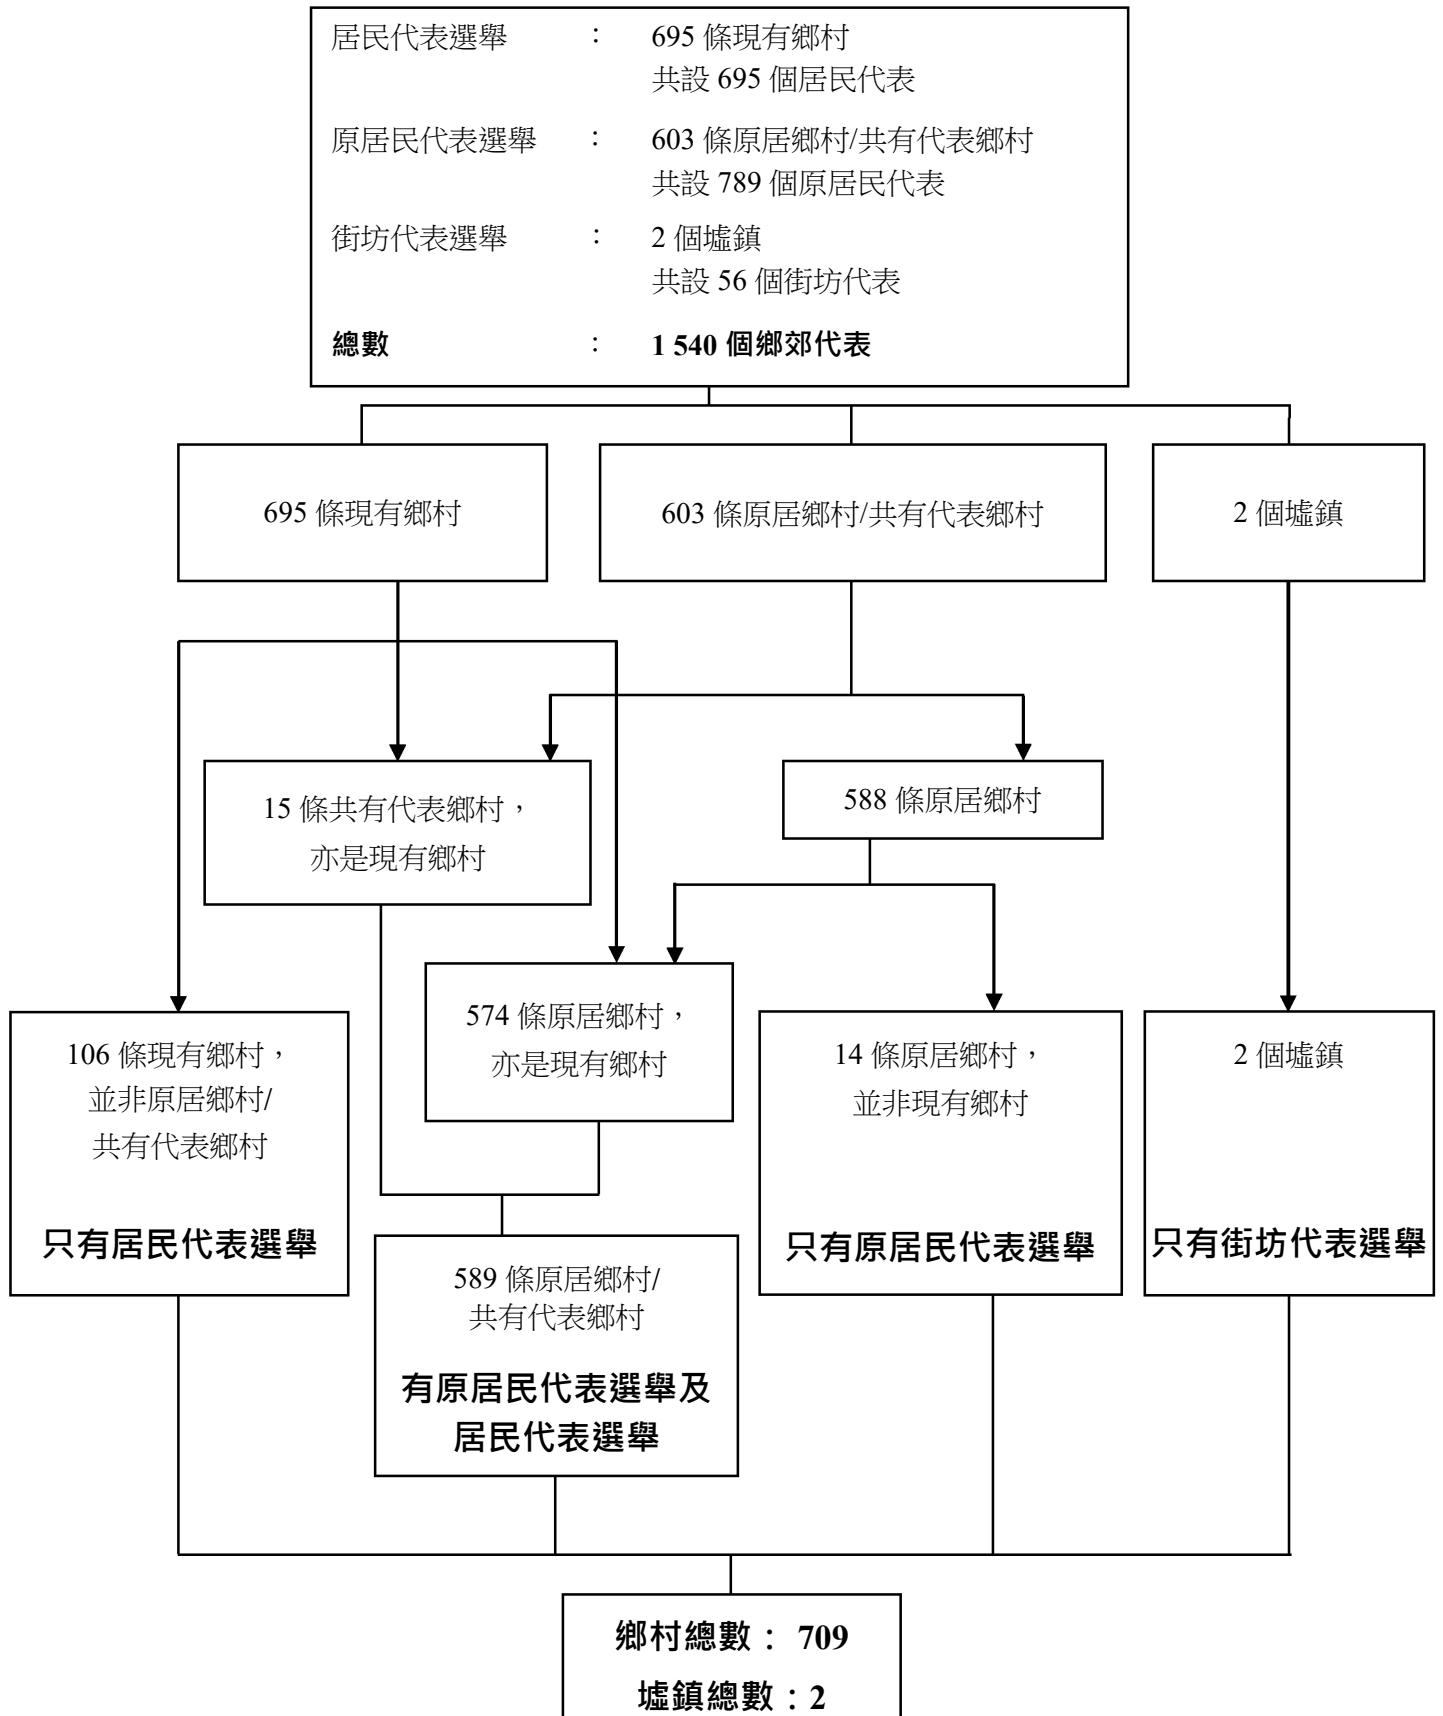 居民代表選舉 : 695 條現有鄉村
共設 695 個居民代表
原居民代表選舉 : 603 條原居鄉村/共有代表鄉村
共設 789 個原居民代表
街坊代表選舉 : 2 個墟鎮
共設 56 個街坊代表
總數 : 1 540 個鄉郊代表
695 條現有鄉村
603 條原居鄉村/共有代表鄉村
2 個墟鎮
15 條共有代表鄉村，
亦是現有鄉村
588 條原居鄉村
574 條原居鄉村，
亦是現有鄉村
106 條現有鄉村，
並非原居鄉村/
共有代表鄉村
只有居民代表選舉
14 條原居鄉村，
並非現有鄉村
只有原居民代表選舉
2 個墟鎮
只有街坊代表選舉
589 條原居鄉村/
共有代表鄉村
有原居民代表選舉及
居民代表選舉
鄉村總數： 709
墟鎮總數：2